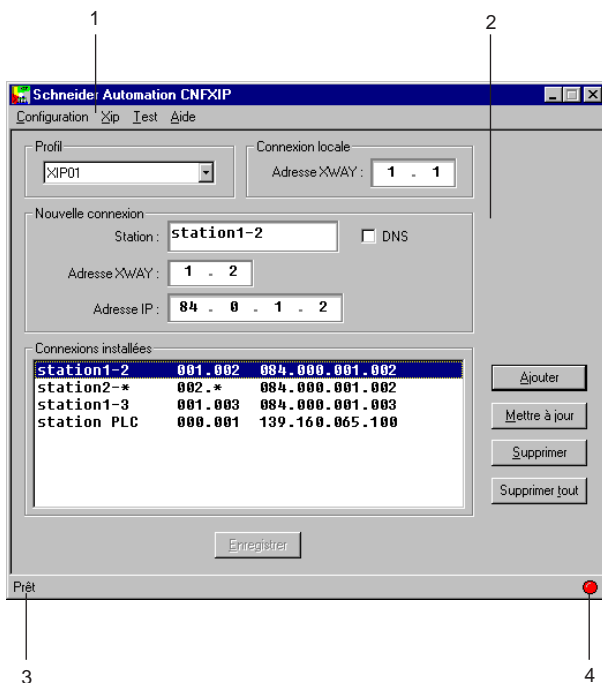 1
2
Schneider Automation CNFXIP
Configuration Xip Test Aide
Profil
XIP01
Connexion locale
Adresse XWAY : 1 . 1
Nouvelle connexion
Station : station1-2
DNS
Adresse XWAY : 1 . 2
Adresse IP : 84 . 0 . 1 . 2
Connexions installées
station1-2 001.002 084.000.001.002
station2-* 002.* 084.000.001.002
station1-3 001.003 084.000.001.003
station PLC 000.001 139.160.065.100
Ajouter
Mettre à jour
Supprimer
Supprimer tout
Enregistrer
Prêt
3
4